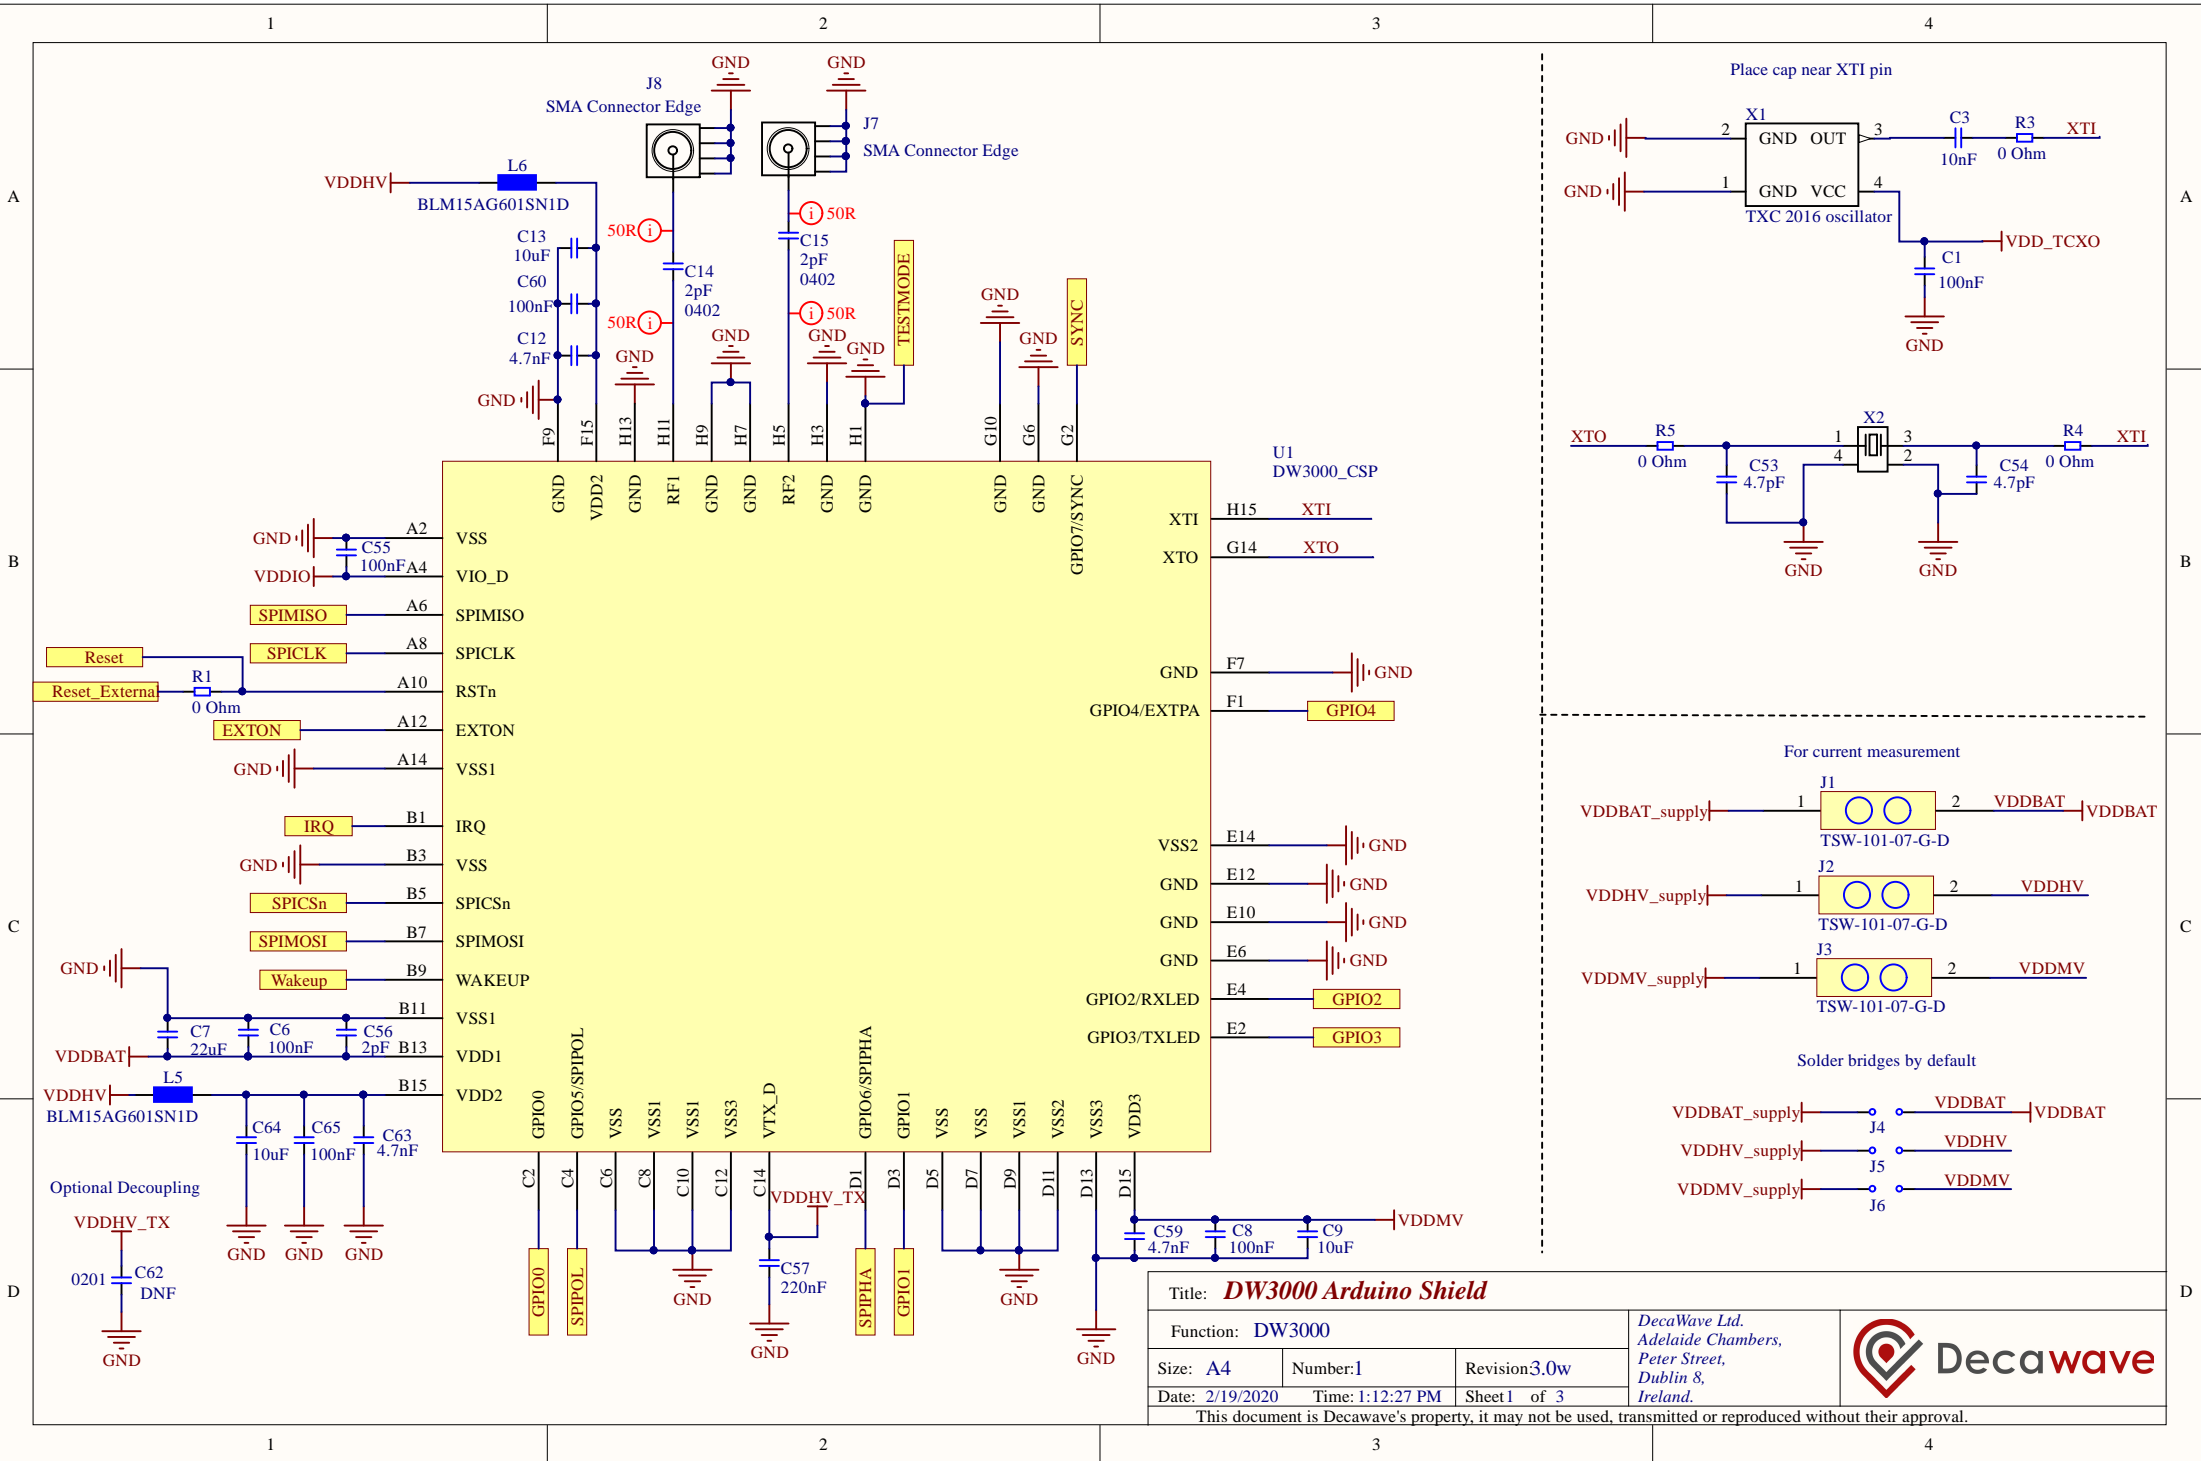 1
2
3
4
A
A
B
B
C
C
D
D
1
2
3
4
GND
GND
J8
SMA Connector Edge
J7
SMA Connector Edge
VDDHV
L6
BLM15AG601SN1D
C13
10uF
C60
100nF
C12
4.7nF
GND
50R
50R
C14
2pF
0402
50R
C15
2pF
0402
50R
GND
GND
GND
GND
TESTMODE
GND
GND
SYNC
F9
F15
H13
H11
H9
H7
H5
H3
H1
G10
G6
G2
GND
VDD2
GND
RF1
GND
GND
RF2
GND
GND
GND
GND
GPIO7/SYNC
U1
DW3000_CSP
GND
C55
100nF
VDDIO
A2
VSS
A4
VIO_D
SPIMISO
A6
SPIMISO
SPICLK
A8
SPICLK
Reset
Reset_External
R1
0 Ohm
A10
RSTn
EXTON
A12
EXTON
GND
A14
VSS1
IRQ
B1
IRQ
GND
B3
VSS
SPICSn
B5
SPICSn
SPIMOSI
B7
SPIMOSI
Wakeup
B9
WAKEUP
GND
B11
VSS1
C7
22uF
C6
100nF
C56
2pF
VDDBAT
B13
VDD1
VDDHV
L5
BLM15AG601SN1D
B15
VDD2
C64
10uF
C65
100nF
C63
4.7nF
GND
GND
GND
Optional Decoupling
VDDHV_TX
0201
C62
DNF
GND
GPIO0
GPIO5/SPIPOL
VSS
VSS1
VSS1
VSS3
VTX_D
GPIO6/SPIPHA
GPIO1
VSS
VSS
VSS1
VSS2
VSS3
VDD3
C2
C4
C6
C8
C10
C12
C14
D1
D3
D5
D7
D9
D11
D13
D15
GPIO0
SPIPOL
GND
VDDHV_TX
C57
220nF
GND
SPIPHA
GPIO1
GND
C59
4.7nF
C8
100nF
C9
10uF
VDDMV
GND
XTI
H15
XTI
XTO
G14
XTO
GND
F7
GND
GPIO4/EXTPA
F1
GPIO4
VSS2
E14
GND
GND
E12
GND
GND
E10
GND
GND
E6
GND
GPIO2/RXLED
E4
GPIO2
GPIO3/TXLED
E2
GPIO3
Place cap near XTI pin
X1
GND
2
GND OUT
3
C3
10nF
R3
0 Ohm
XTI
GND
1
GND VCC
4
TXC 2016 oscillator
VDD_TCXO
C1
100nF
GND
XTO
R5
0 Ohm
C53
4.7pF
X2
1
4
3
2
C54
4.7pF
R4
0 Ohm
XTI
GND
GND
For current measurement
VDDBAT_supply
1
J1
2
VDDBAT
VDDBAT
TSW-101-07-G-D
VDDHV_supply
1
J2
2
VDDHV
TSW-101-07-G-D
VDDMV_supply
1
J3
2
VDDMV
TSW-101-07-G-D
Solder bridges by default
VDDBAT_supply
J4
VDDBAT
VDDBAT
VDDHV_supply
J5
VDDHV
VDDMV_supply
J6
VDDMV
Title: DW3000 Arduino Shield
Function: DW3000
Size: A4
Number:1
Revision:3.0w
Date: 2/19/2020
Time: 1:12:27 PM
Sheet1 of 3
DecaWave Ltd.
Adelaide Chambers,
Peter Street,
Dublin 8,
Ireland.
Decawave
This document is Decawave's property, it may not be used, transmitted or reproduced without their approval.